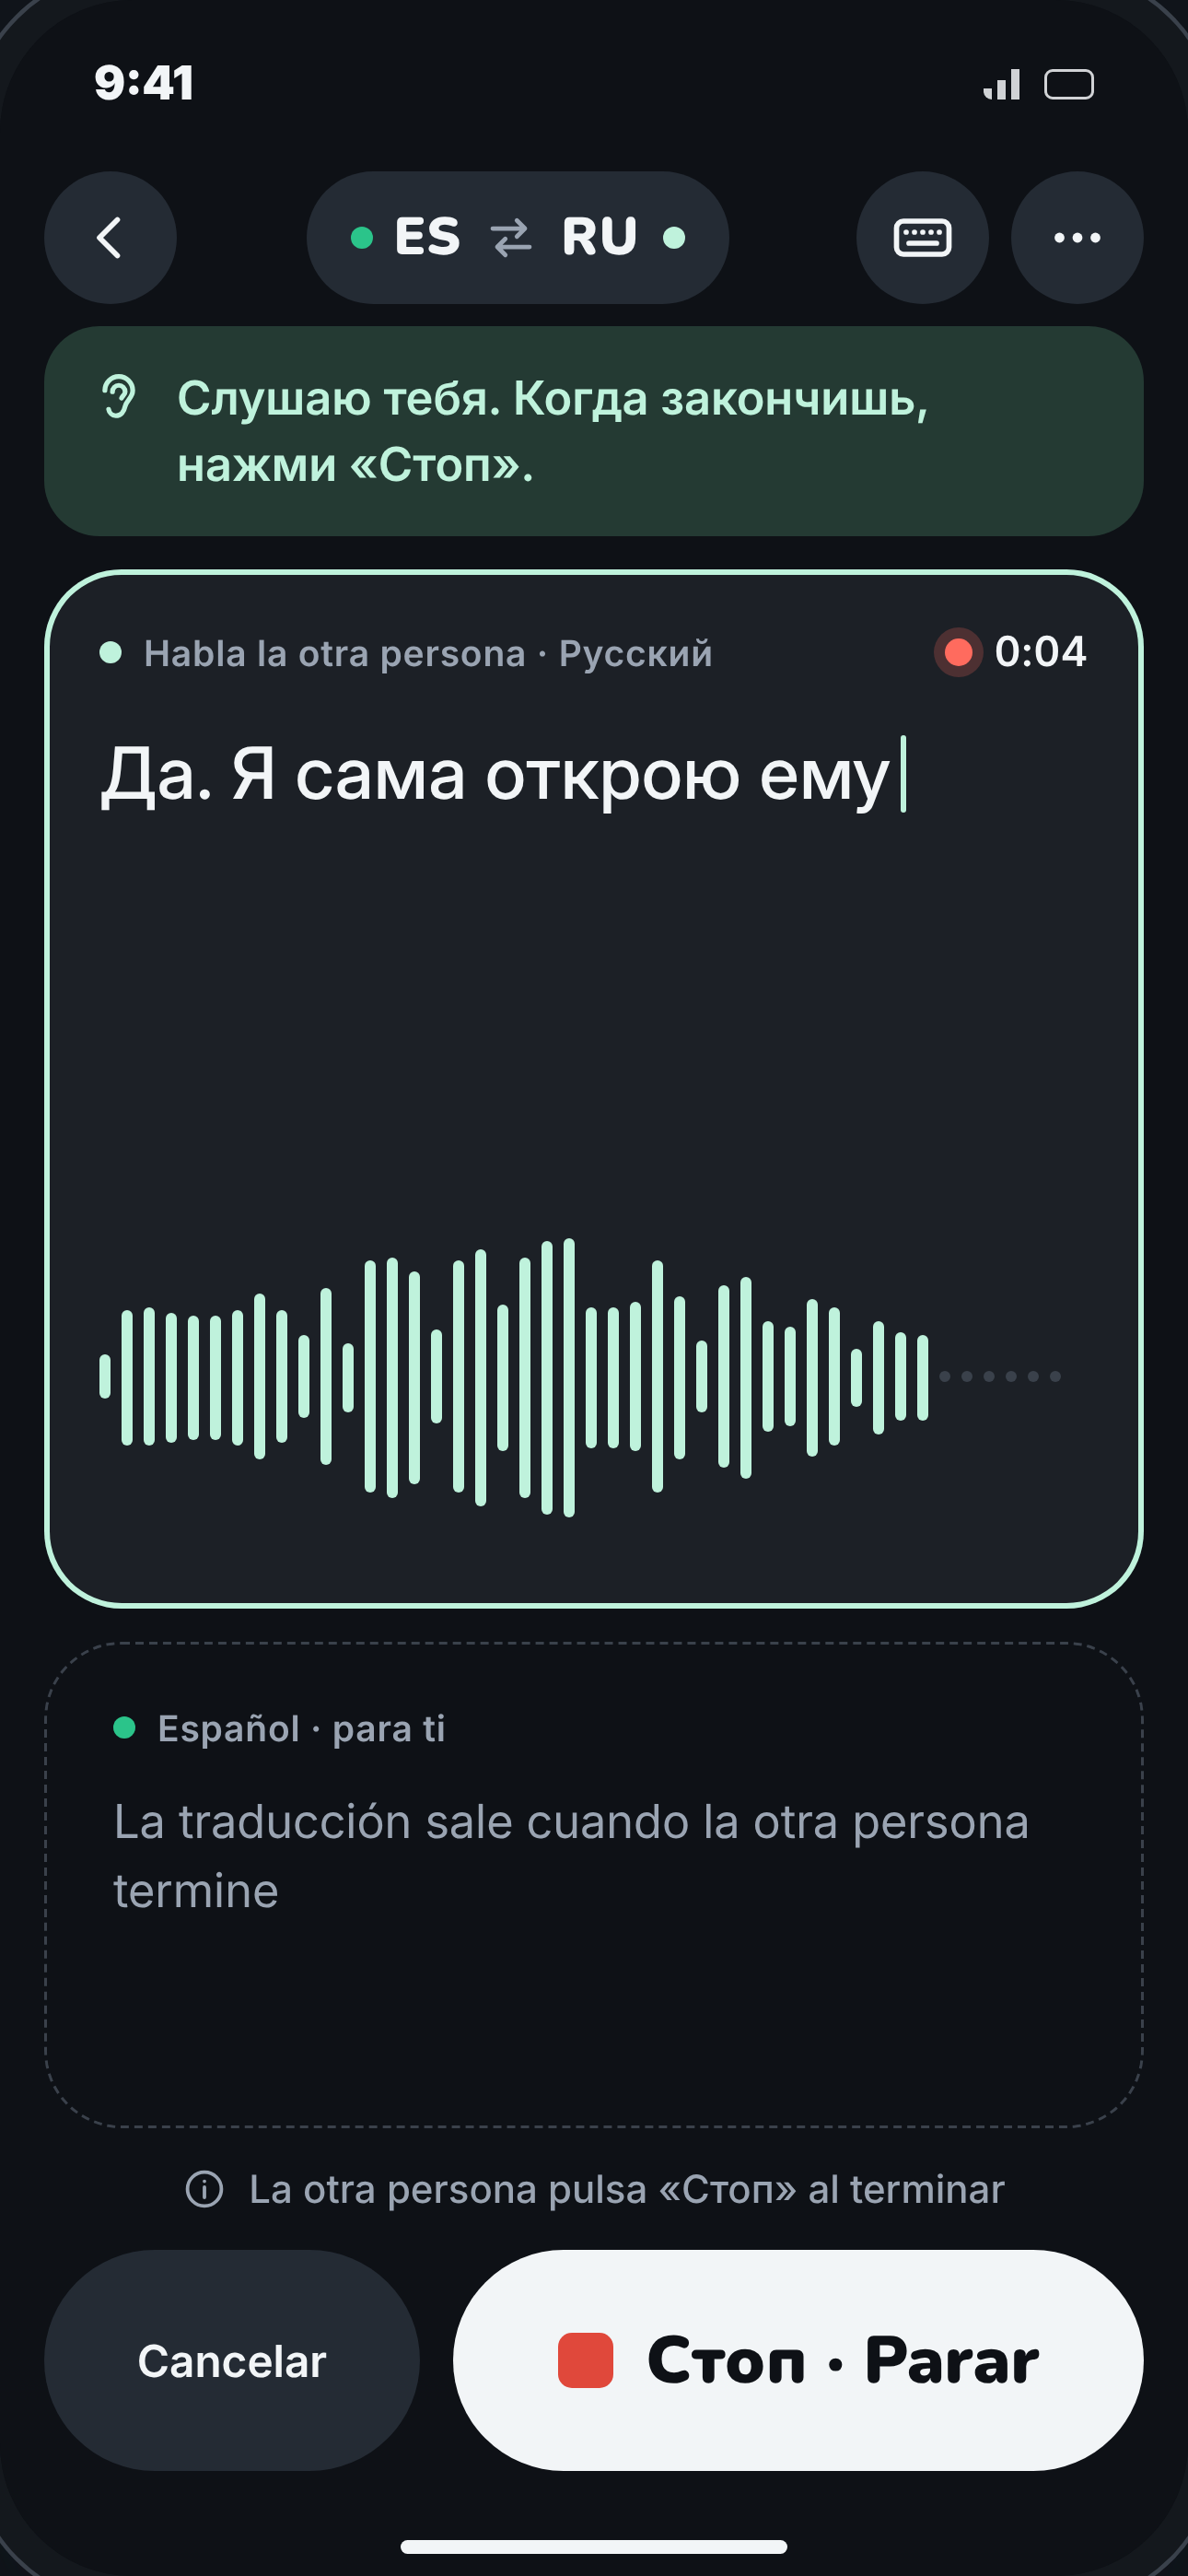 9:41
ES RU
Слушаю тебя. Когда закончишь,
нажми «Стоп».
Habla la otra persona · Русский 0:04
Да. Я сама открою ему
Español · para ti
La traducción sale cuando la otra persona
termine
La otra persona pulsa «Стоп» al terminar
Cancelar Стоп · Parar